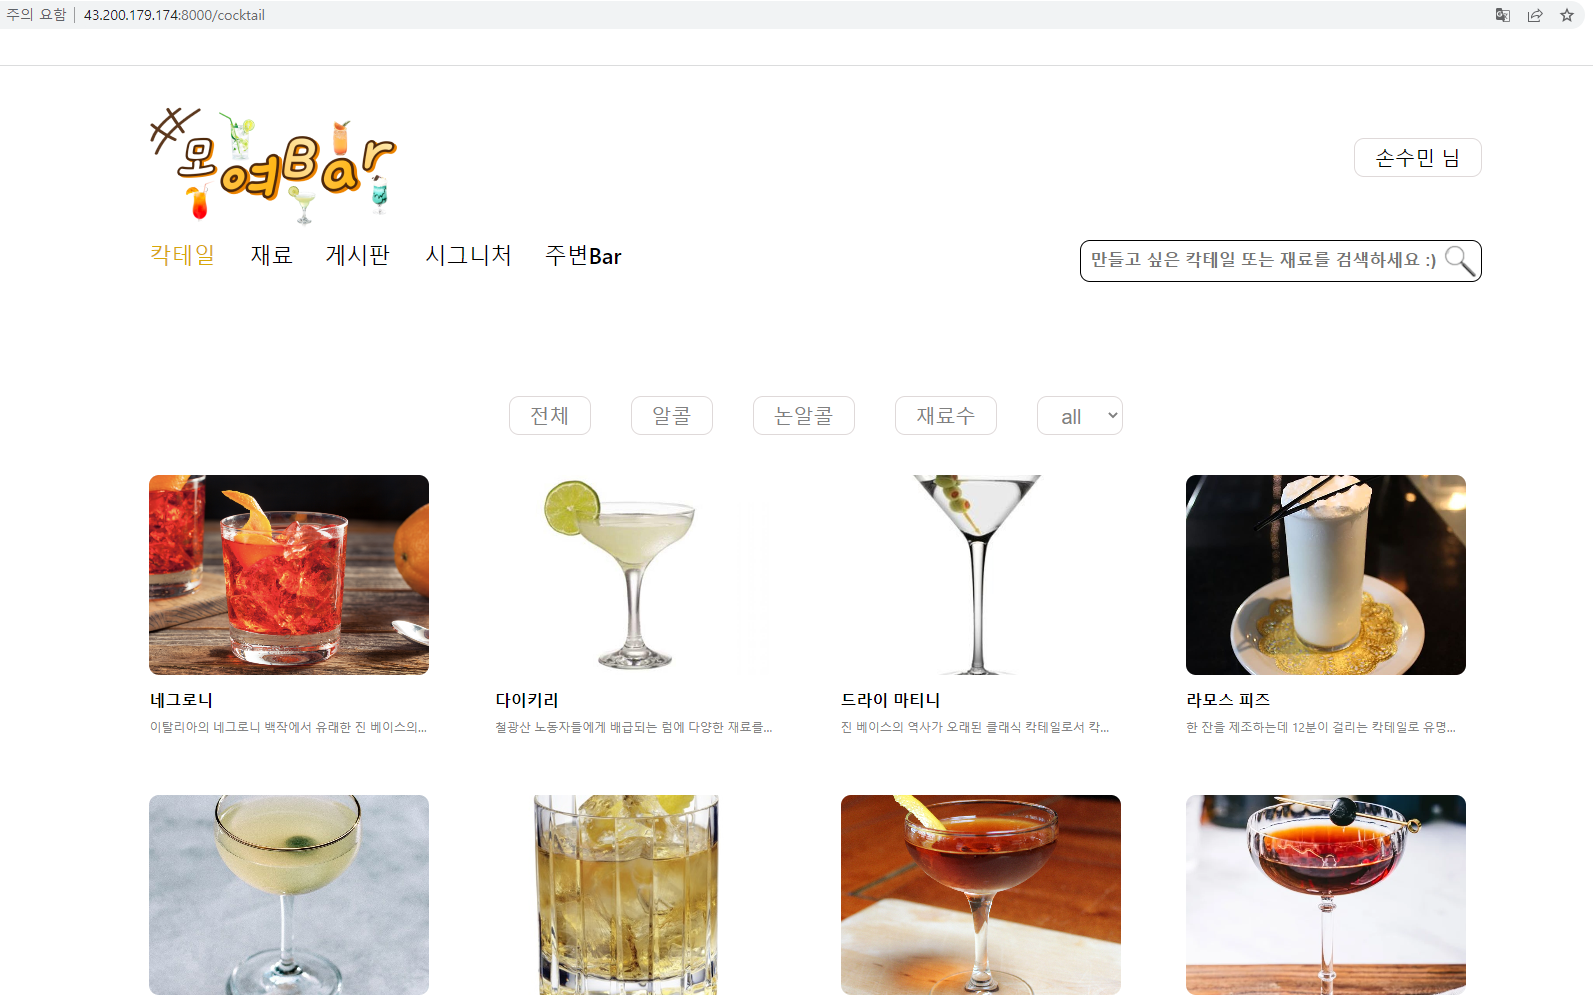 주의 요함 | 43.200.179.174:8000/cocktail
#모여Bar
손수민 님
칵테일 재료 게시판 시그니처 주변Bar
만들고 싶은 칵테일 또는 재료를 검색하세요 :)
전체 알콜 논알콜 재료수 all
네그로니 다이키리 드라이 마티니 라모스 피즈
이탈리아의 네그로니 백작에서 유래한 진 베이스의... 철광산 노동자들에게 배급되는 럼에 다양한 재료를... 진 베이스의 역사가 오래된 클래식 칵테일로서 칵... 한 잔을 제조하는데 12분이 걸리는 칵테일로 유명...